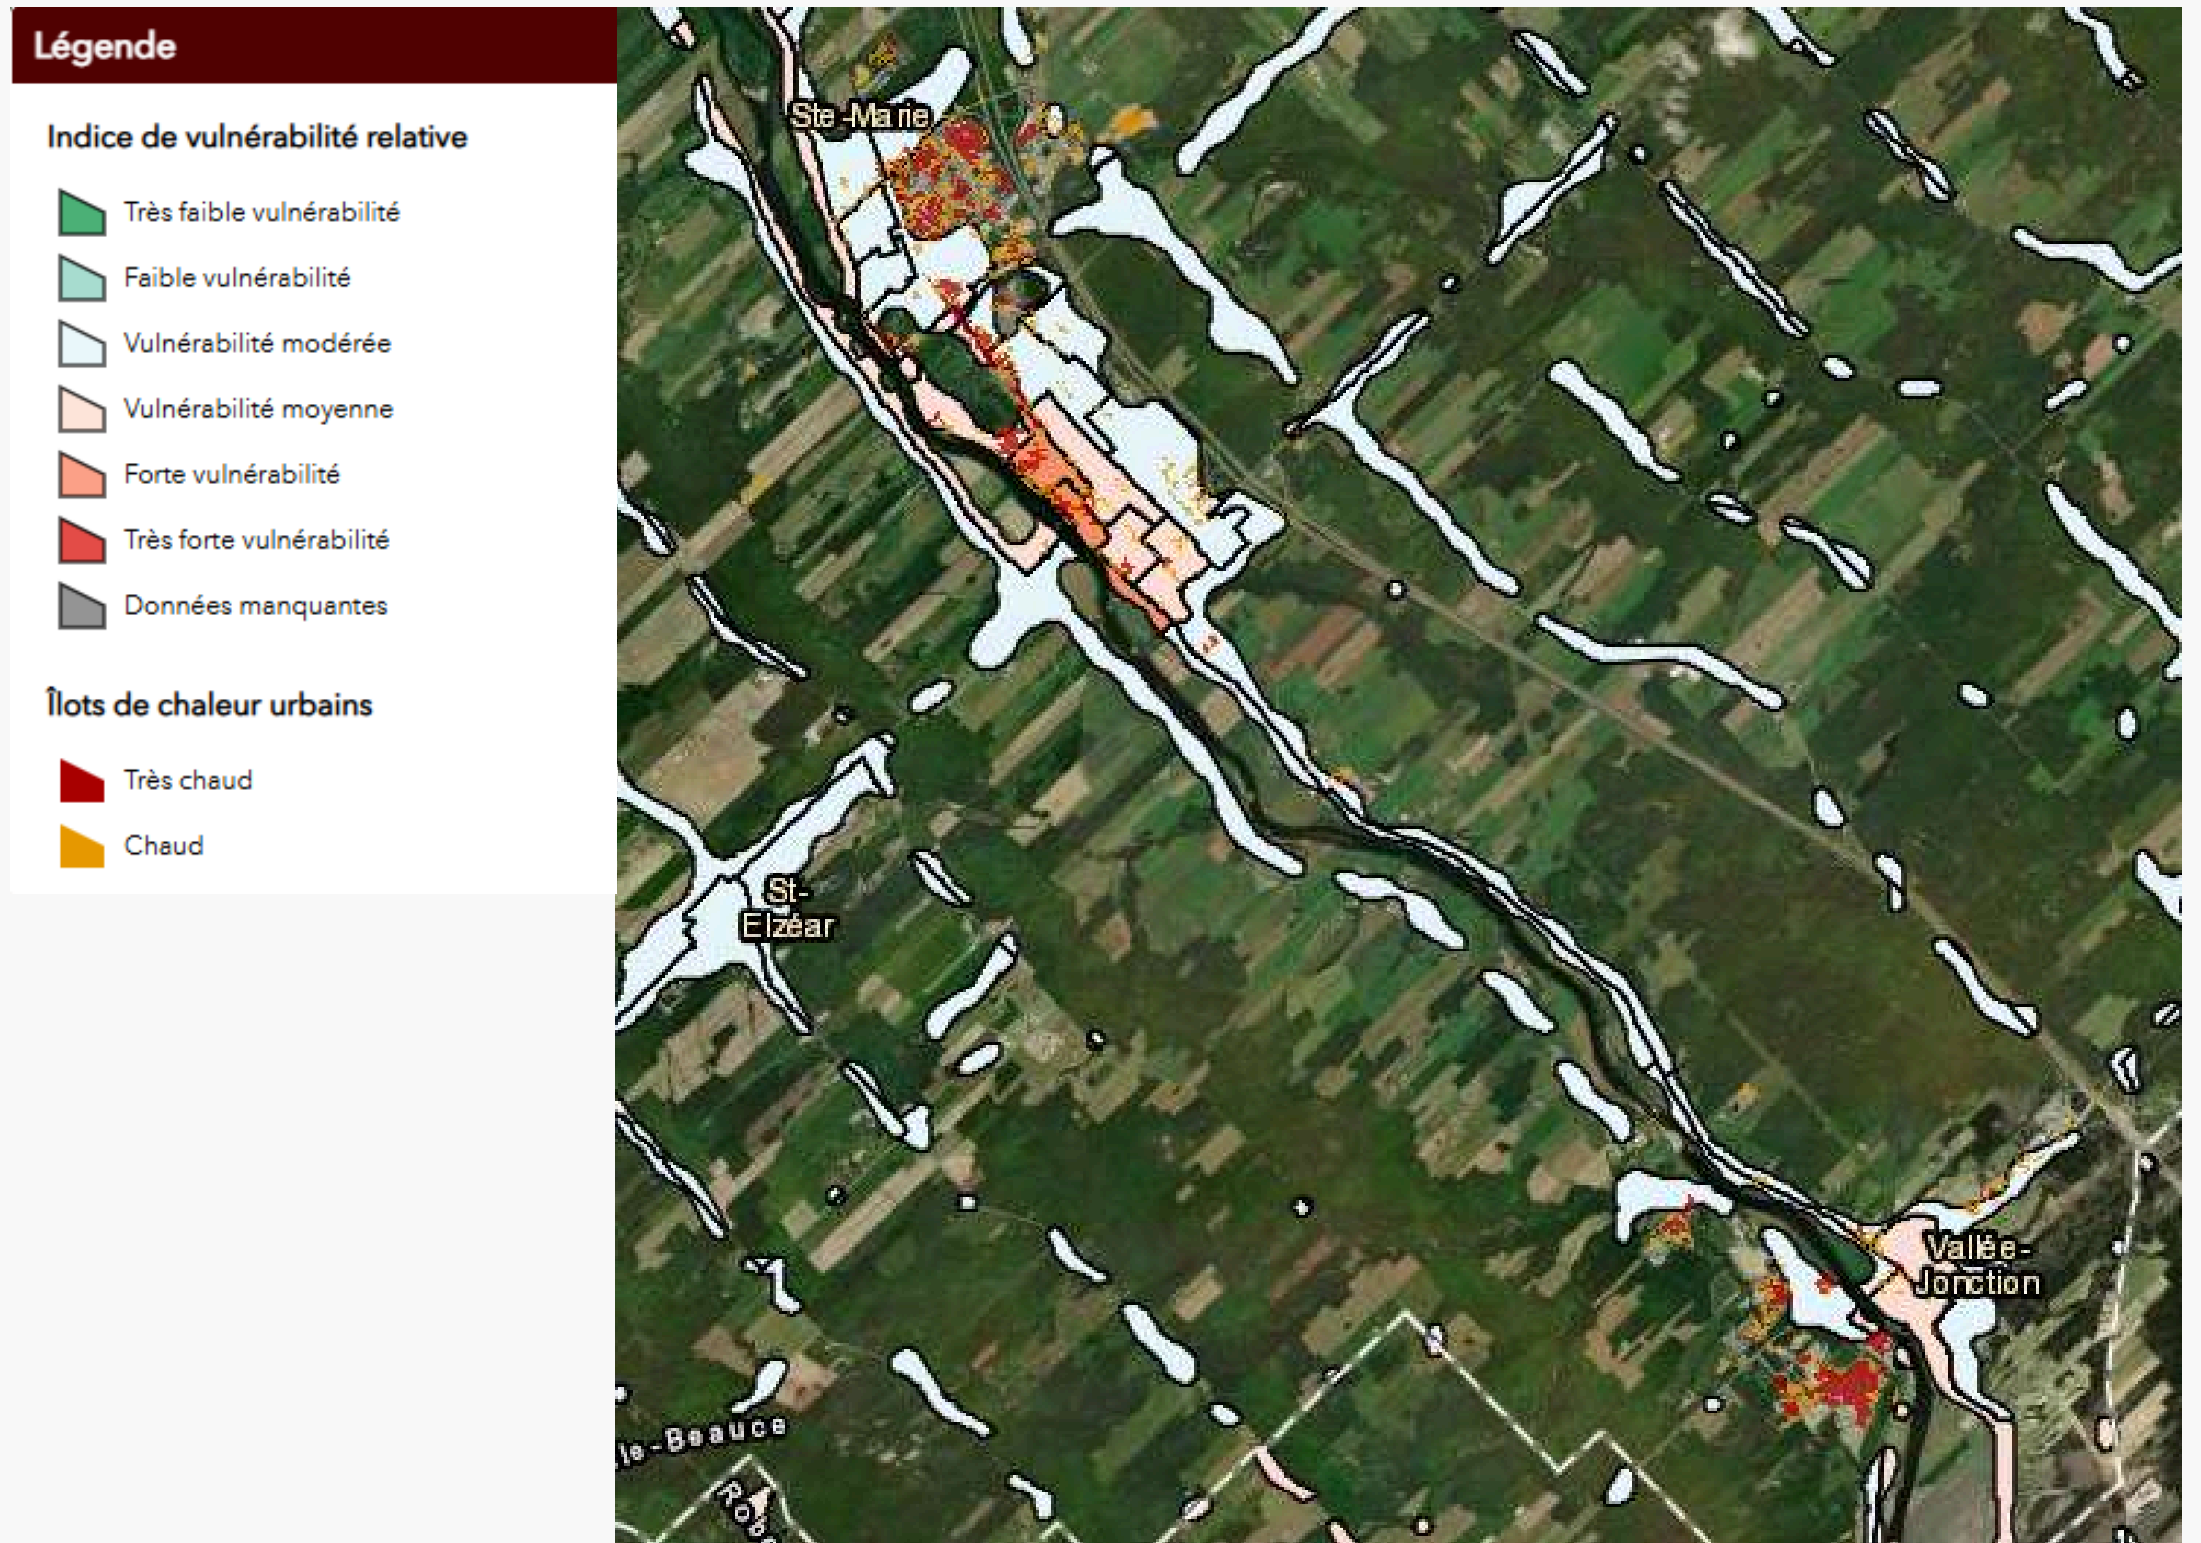 Légende
Indice de vulnérabilité relative
Très faible vulnérabilité
Faible vulnérabilité
Vulnérabilité modérée
Vulnérabilité moyenne
Forte vulnérabilité
Très forte vulnérabilité
Données manquantes
Îlots de chaleur urbains
Très chaud
Chaud
Ste-Marie
St-
Elzéar
Vallée-
Jonction
le-Beauce